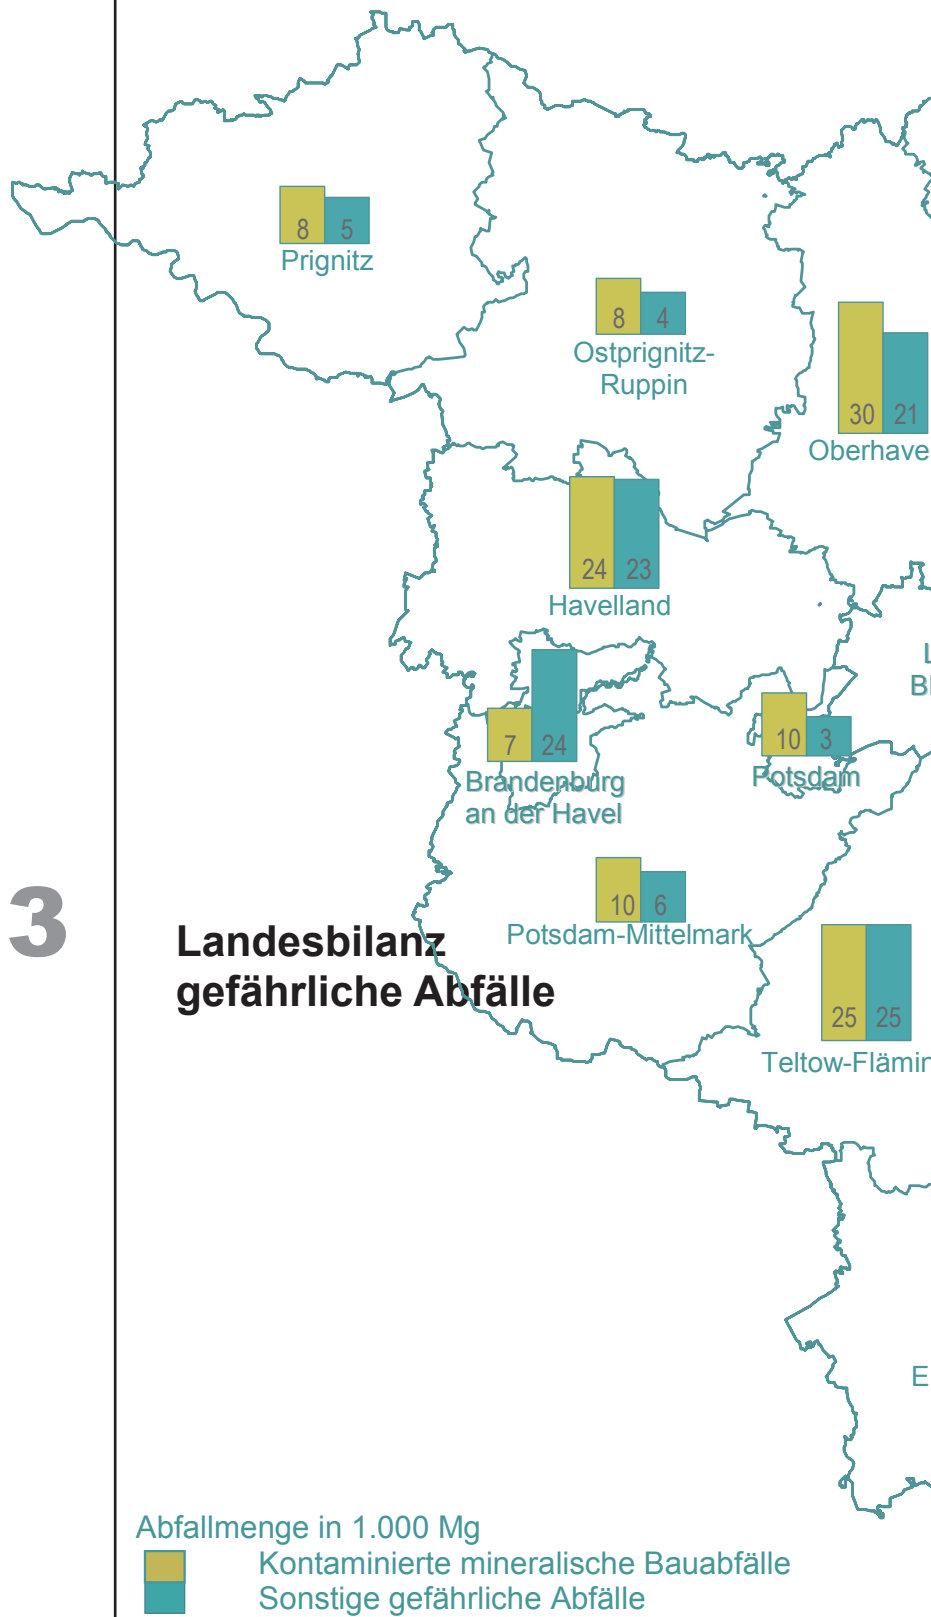 8 5
Prignitz
8 4
Ostprignitz-
Ruppin
30 21
Oberhave
24 23
Havelland
L
Bl
7 24
Brandenburg
an der Havel
10 3
Potsdam
10 6
Potsdam-Mittelmark
3
Landesbilanz
gefährliche Abfälle
25 25
Teltow-Flämin
E
Abfallmenge in 1.000 Mg
Kontaminierte mineralische Bauabfälle
Sonstige gefährliche Abfälle